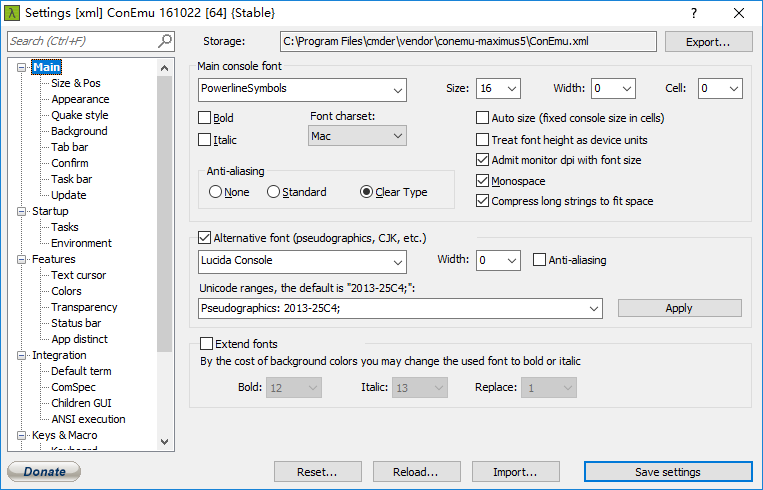 λ Settings [xml] ConEmu 161022 [64] {Stable}
Search (Ctrl+F)
Storage: C:\Program Files\cmder\vendor\conemu-maximus5\ConEmu.xml Export...
Main
Size & Pos
Appearance
Quake style
Background
Tab bar
Confirm
Task bar
Update
Startup
Tasks
Environment
Features
Text cursor
Colors
Transparency
Status bar
App distinct
Integration
Default term
ComSpec
Children GUI
ANSI execution
Keys & Macro
Keyboard
Main console font
PowerlineSymbols Size: 16 Width: 0 Cell: 0
Bold Font charset: Auto size (fixed console size in cells)
Italic Mac Treat font height as device units
Admit monitor dpi with font size
Anti-aliasing Monospace
None Standard Clear Type Compress long strings to fit space
Alternative font (pseudographics, CJK, etc.)
Lucida Console Width: 0 Anti-aliasing
Unicode ranges, the default is "2013-25C4;":
Pseudographics: 2013-25C4; Apply
Extend fonts
By the cost of background colors you may change the used font to bold or italic
Bold: 12 Italic: 13 Replace: 1
Donate Reset... Reload... Import... Save settings